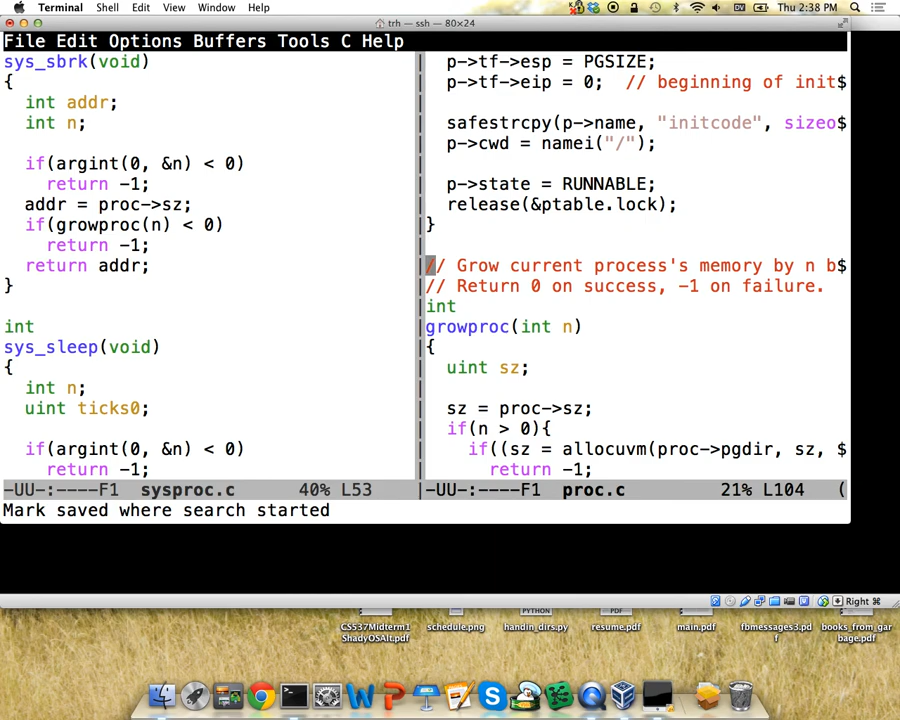 Terminal Shell Edit View Window Help Thu 2:38 PM
trh — ssh — 80×24
File Edit Options Buffers Tools C Help
sys_sbrk(void)
{
int addr;
int n;
if(argint(0, &n) < 0)
return -1;
addr = proc->sz;
if(growproc(n) < 0)
return -1;
return addr;
}
int
sys_sleep(void)
{
int n;
uint ticks0;
if(argint(0, &n) < 0)
return -1;
-UU-:----F1 sysproc.c 40% L53
p->tf->esp = PGSIZE;
p->tf->eip = 0; // beginning of init$
safestrcpy(p->name, "initcode", sizeo$
p->cwd = namei("/");
p->state = RUNNABLE;
release(&ptable.lock);
}
// Grow current process's memory by n b$
// Return 0 on success, -1 on failure.
int
growproc(int n)
{
uint sz;
sz = proc->sz;
if(n > 0){
if((sz = allocuvm(proc->pgdir, sz, $
return -1;
|-UU-:----F1 proc.c 21% L104 (
Mark saved where search started
Right ⌘
PYTHON
PDF
CS537Midterm1
ShadyOSAlt.pdf
schedule.png
handin_dirs.py
resume.pdf
main.pdf
fbmessages3.pd
f
books_from_gar
bage.pdf